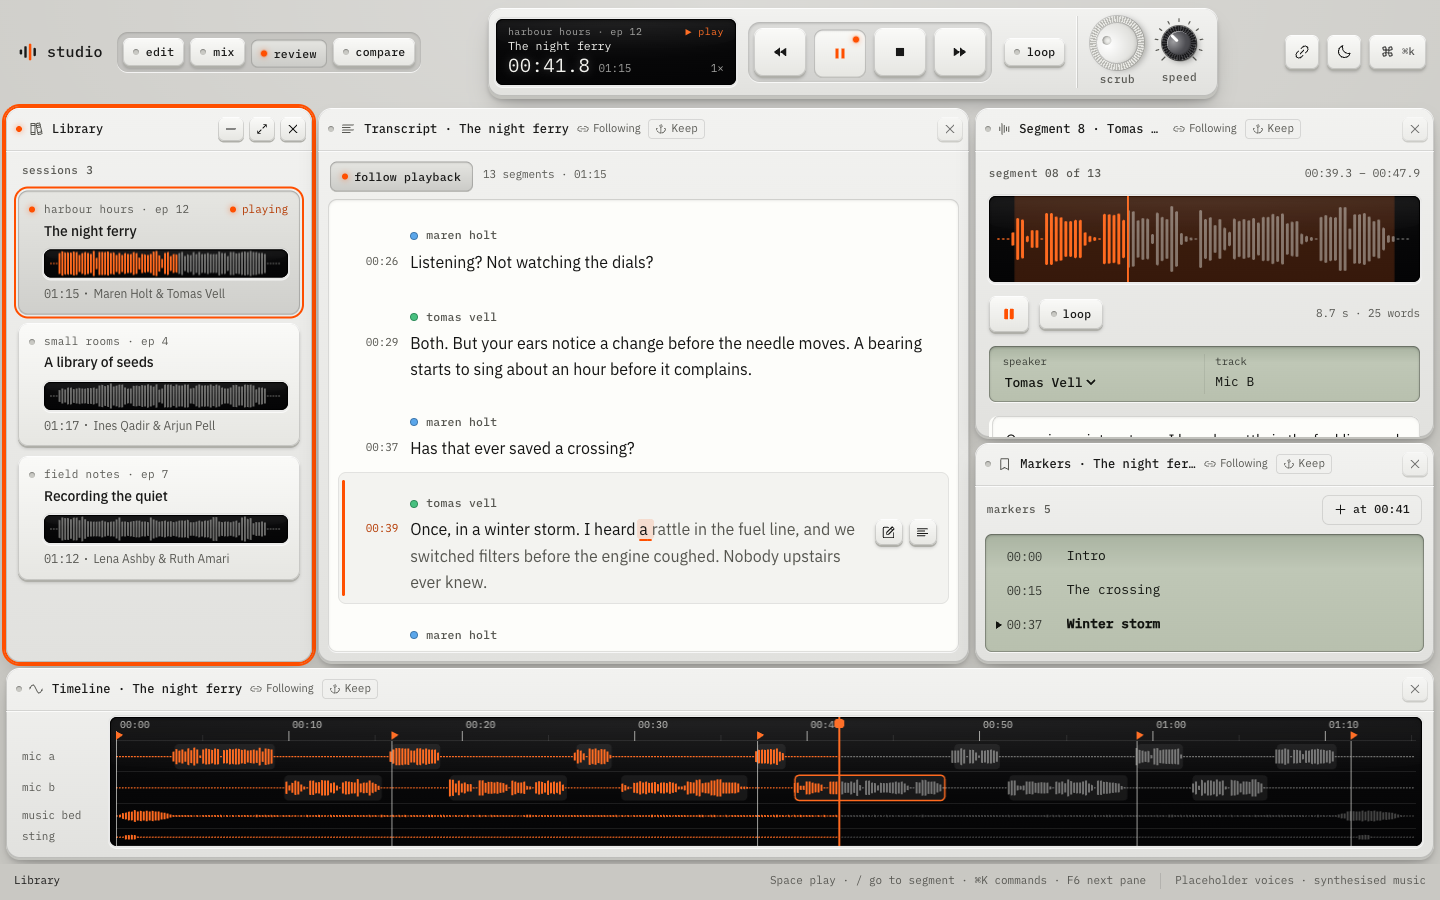 studio
edit
mix
review
compare
harbour hours · ep 12
▶ play
The night ferry
00:41.8 01:15
1×
loop
scrub
speed
⌘ ⌘k
Library
sessions 3
harbour hours · ep 12
playing
The night ferry
01:15 · Maren Holt & Tomas Vell
small rooms · ep 4
A library of seeds
01:17 · Ines Qadir & Arjun Pell
field notes · ep 7
Recording the quiet
01:12 · Lena Ashby & Ruth Amari
Transcript · The night ferry
Following
Keep
follow playback
13 segments · 01:15
maren holt
00:26 Listening? Not watching the dials?
tomas vell
00:29 Both. But your ears notice a change before the needle moves. A bearing
starts to sing about an hour before it complains.
maren holt
00:37 Has that ever saved a crossing?
tomas vell
00:39 Once, in a winter storm. I heard a rattle in the fuel line, and we
switched filters before the engine coughed. Nobody upstairs
ever knew.
maren holt
Segment 8 · Tomas …
Following
Keep
segment 08 of 13
00:39.3 – 00:47.9
loop
8.7 s · 25 words
speaker
Tomas Vell
track
Mic B
Markers · The night fer…
Following
Keep
markers 5
+ at 00:41
00:00 Intro
00:15 The crossing
▶ 00:37 Winter storm
Timeline · The night ferry
Following
Keep
00:00 00:10 00:20 00:30 00:4 00:50 01:00 01:10
mic a
mic b
music bed
sting
Library
Space play · / go to segment · ⌘K commands · F6 next pane
Placeholder voices · synthesised music